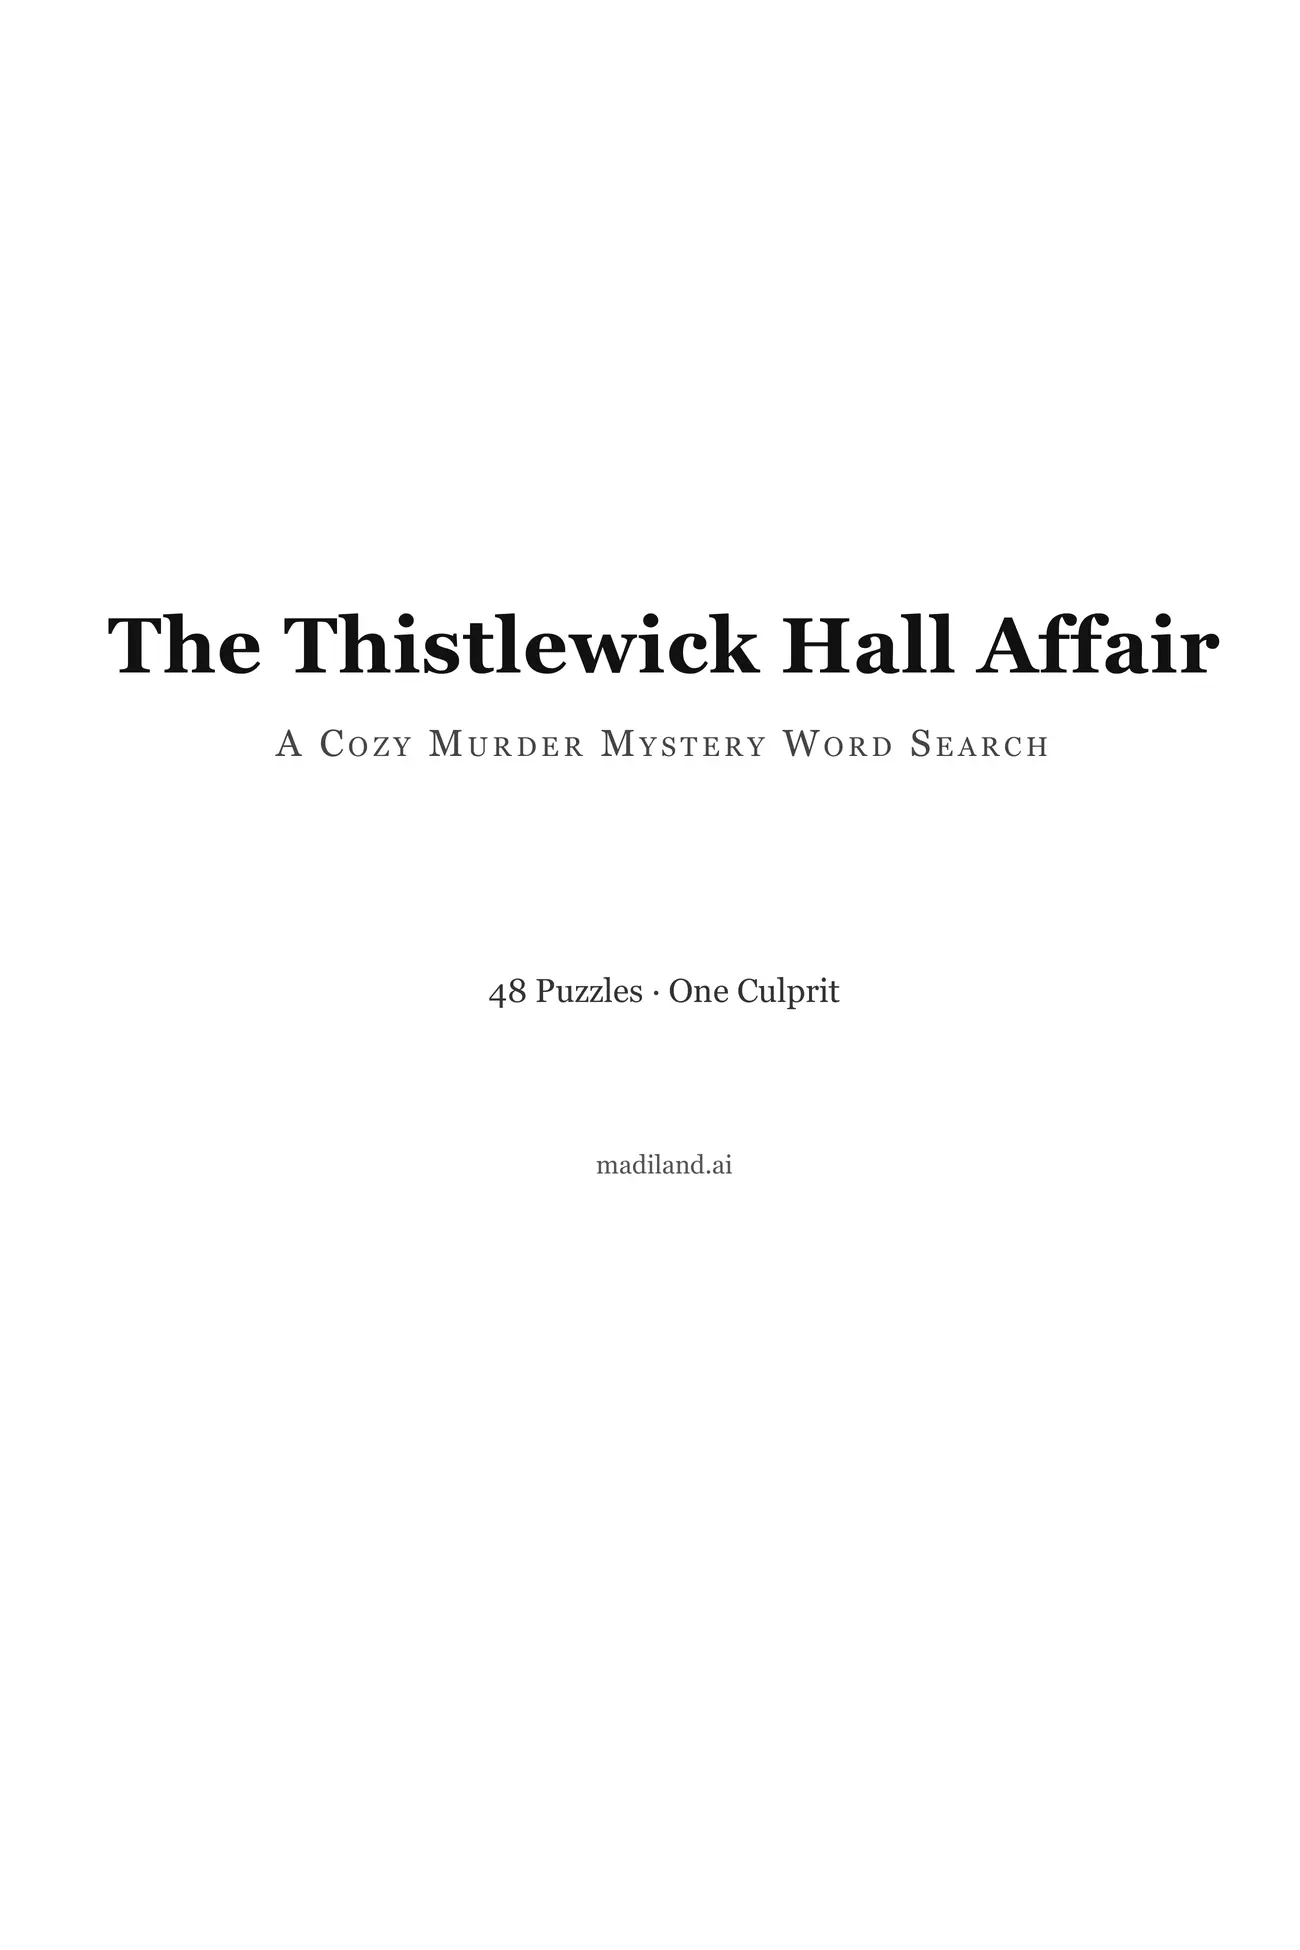 The Thistlewick Hall Affair
A Cozy Murder Mystery Word Search
48 Puzzles · One Culprit
madiland.ai